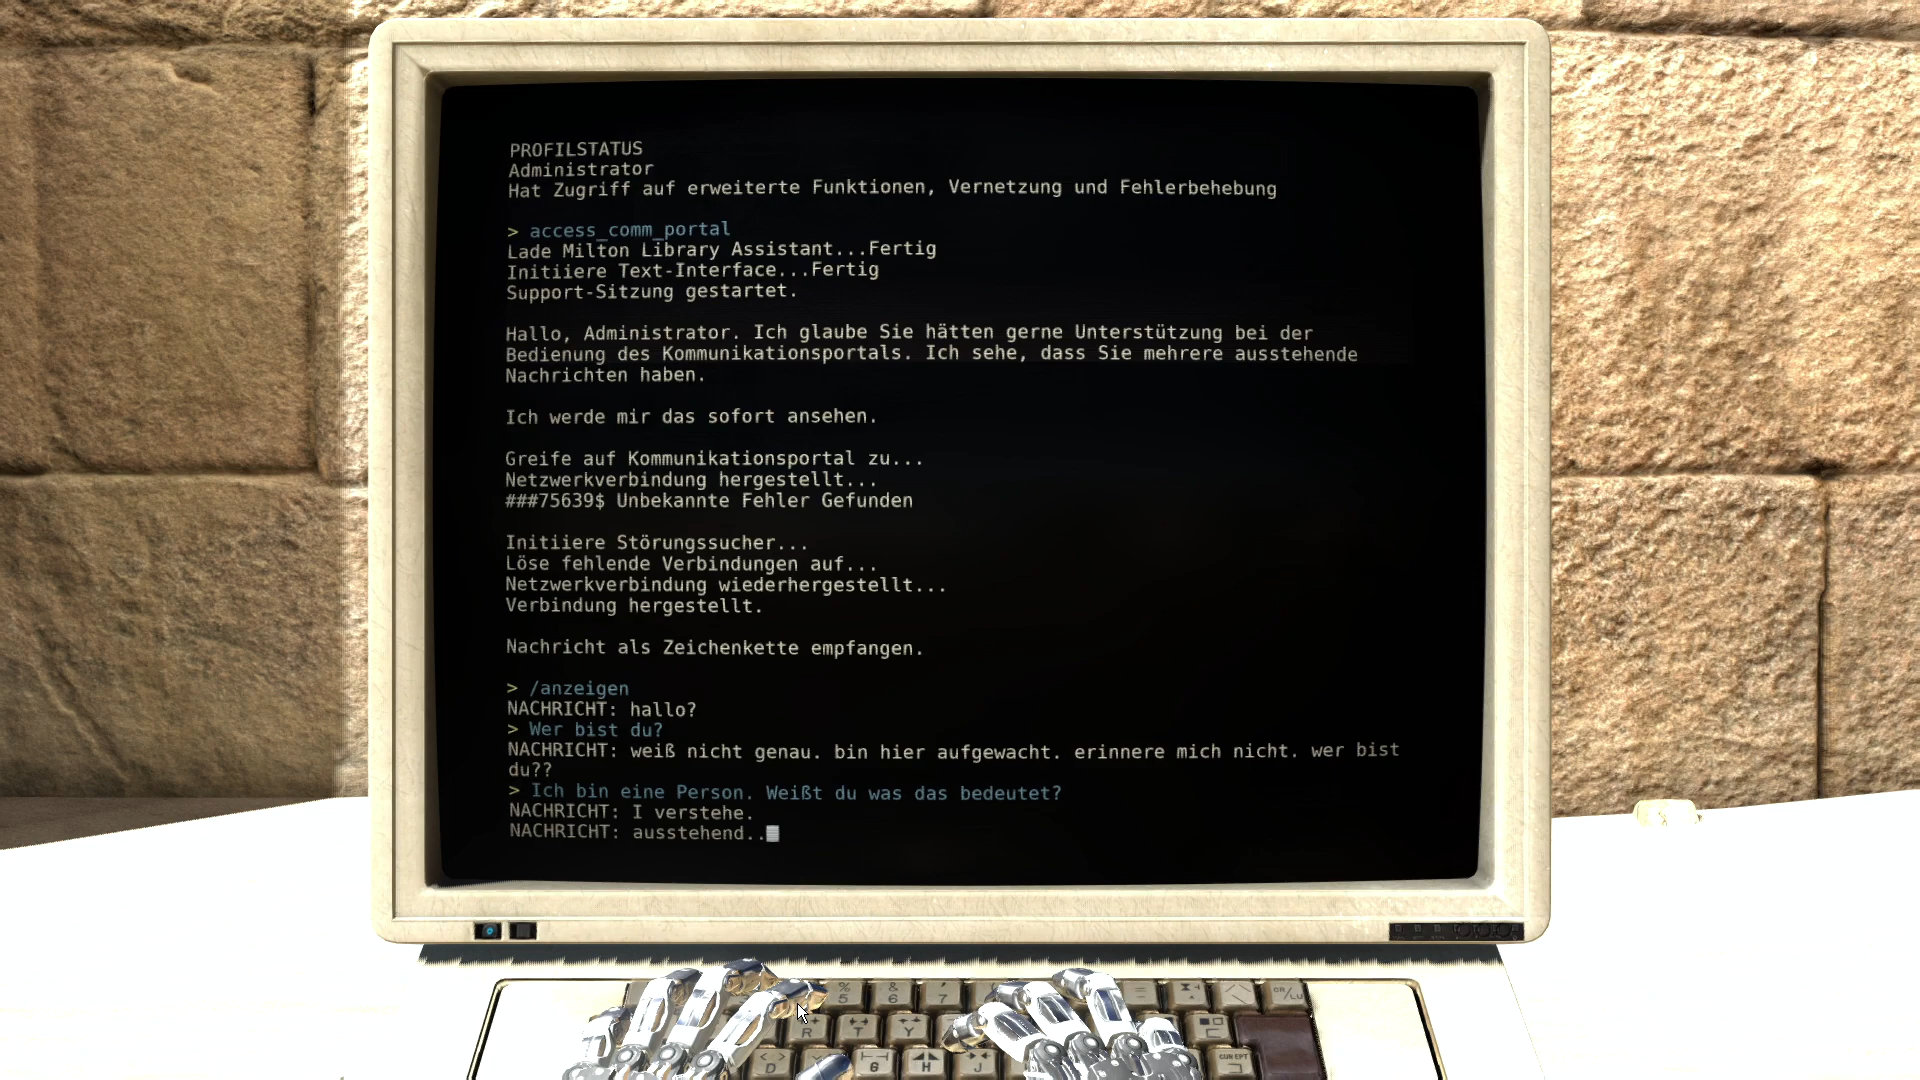 PROFILSTATUS
Administrator
Hat Zugriff auf erweiterte Funktionen, Vernetzung und Fehlerbehebung
> access_comm_portal
Lade Milton Library Assistant...Fertig
Initiiere Text-Interface...Fertig
Support-Sitzung gestartet.
Hallo, Administrator. Ich glaube Sie hätten gerne Unterstützung bei der
Bedienung des Kommunikationsportals. Ich sehe, dass Sie mehrere ausstehende
Nachrichten haben.
Ich werde mir das sofort ansehen.
Greife auf Kommunikationsportal zu...
Netzwerkverbindung hergestellt...
###75639$ Unbekannte Fehler Gefunden
Initiiere Störungssucher...
Löse fehlende Verbindungen auf...
Netzwerkverbindung wiederhergestellt...
Verbindung hergestellt.
Nachricht als Zeichenkette empfangen.
> /anzeigen
NACHRICHT: hallo?
> Wer bist du?
NACHRICHT: weiß nicht genau. bin hier aufgewacht. erinnere mich nicht. wer bist
du??
> Ich bin eine Person. Weißt du was das bedeutet?
NACHRICHT: I verstehe.
NACHRICHT: ausstehend..
% 5 & 6 ' 7
R T Y
D G H J